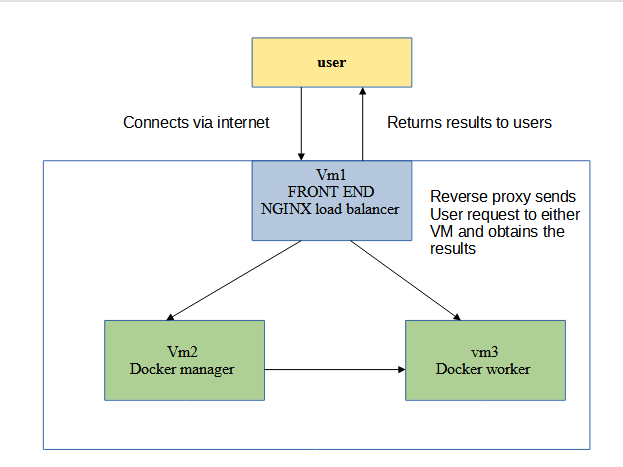 user
Connects via internet
Returns results to users
Vm1
FRONT END
NGINX load balancer
Reverse proxy sends
User request to either
VM and obtains the
results
Vm2
Docker manager
vm3
Docker worker